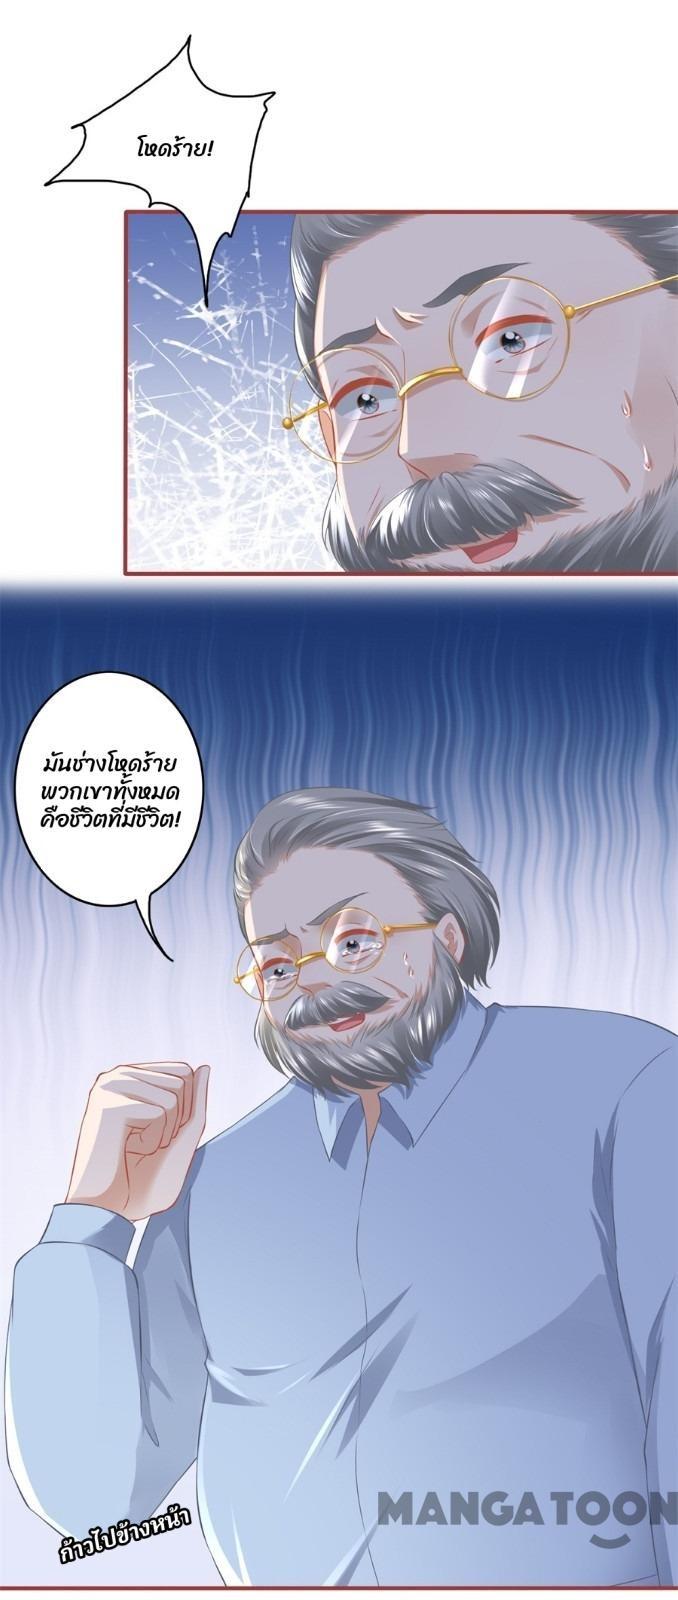 โหดร้าย!
มันช่างโหดร้าย
พวกเขาทั้งหมด
คือชีวิตที่มีชีวิต!
ก้าวไปข้างหน้า
MANGATOON